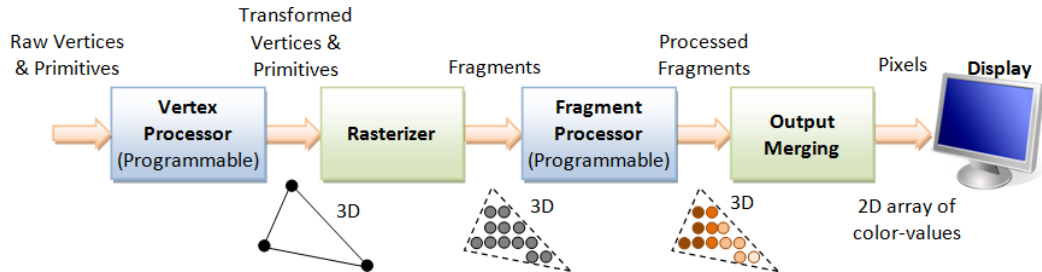 Raw Vertices
& Primitives
Transformed
Vertices &
Primitives
Fragments
Processed
Fragments
Pixels
Display
Vertex
Processor
(Programmable)
Rasterizer
Fragment
Processor
(Programmable)
Output
Merging
3D
3D
3D
2D array of
color-values